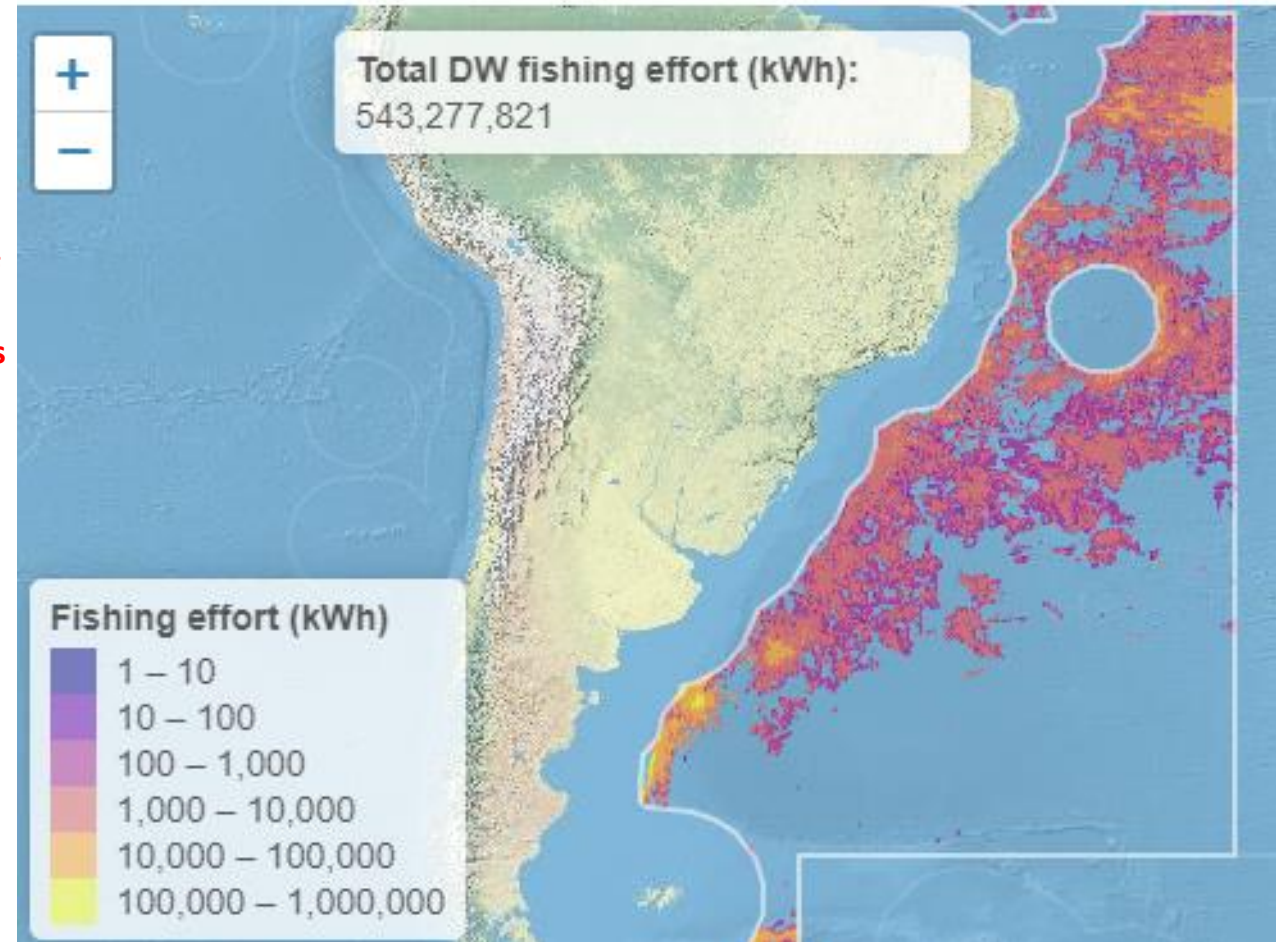 +
Total DW fishing effort (kWh):
543,277,821
−
s
Fishing effort (kWh)
1 – 10
10 – 100
100 – 1,000
1,000 – 10,000
10,000 – 100,000
100,000 – 1,000,000